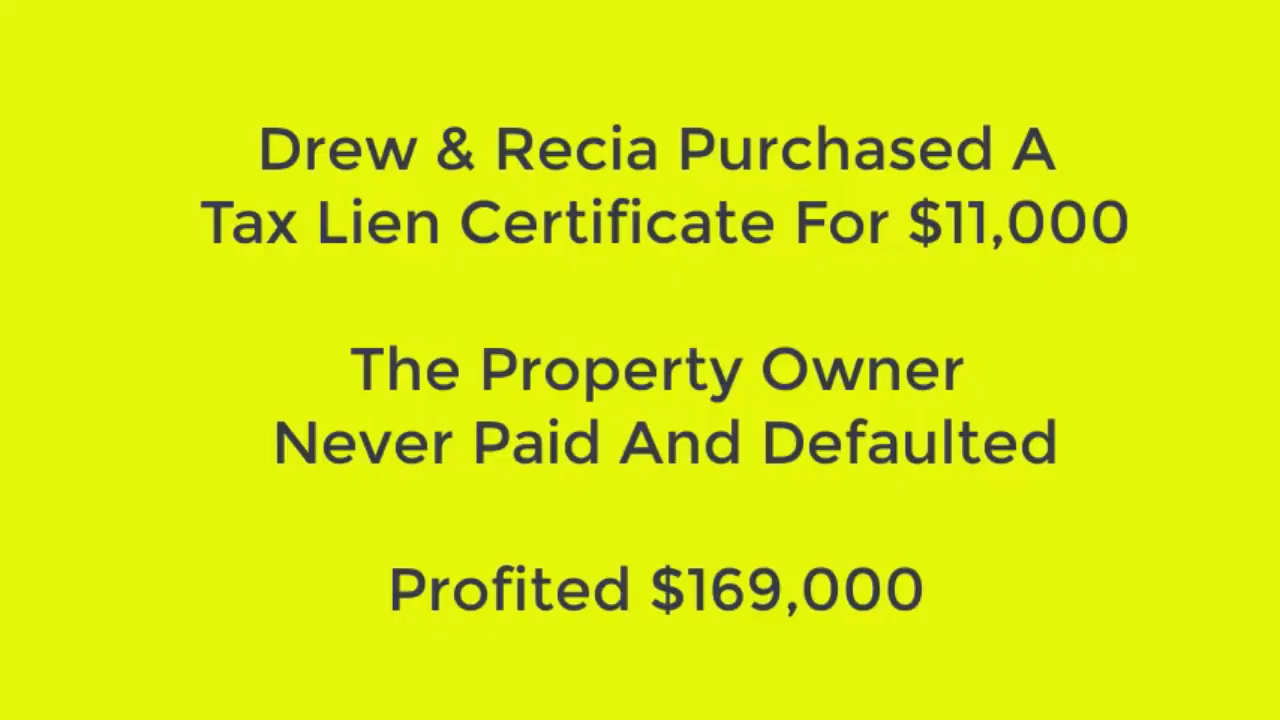 Drew & Recia Purchased A
Tax Lien Certificate For $11,000
The Property Owner
Never Paid And Defaulted
Profited $169,000